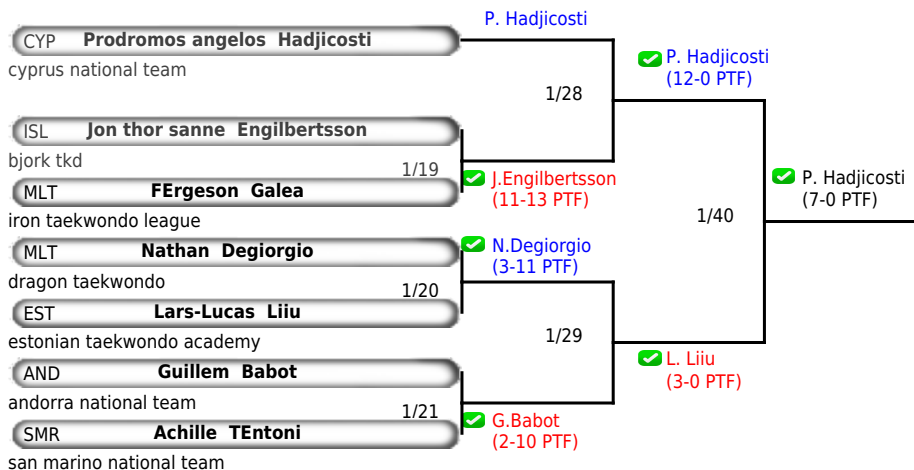 P. Hadjicosti
CYP Prodromos angelos Hadjicosti
cyprus national team
P. Hadjicosti
(12-0 PTF)
1/28
ISL Jon thor sanne Engilbertsson
bjork tkd
1/19
J.Engilbertsson
(11-13 PTF)
MLT FErgeson Galea
iron taekwondo league
P. Hadjicosti
(7-0 PTF)
1/40
MLT Nathan Degiorgio
dragon taekwondo
N.Degiorgio
(3-11 PTF)
1/20
EST Lars-Lucas Liiu
estonian taekwondo academy
1/29
L. Liiu
(3-0 PTF)
AND Guillem Babot
andorra national team
1/21
G.Babot
(2-10 PTF)
SMR Achille TEntoni
san marino national team